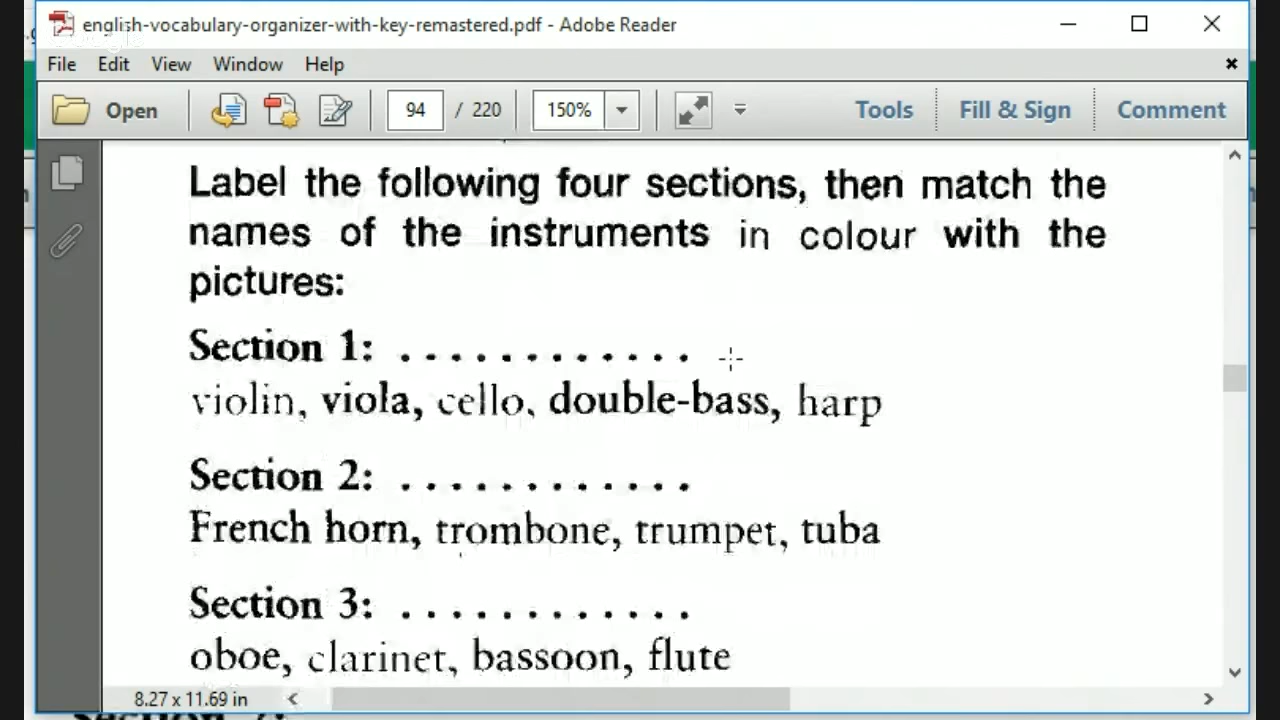 english-vocabulary-organizer-with-key-remastered.pdf - Adobe Reader
File Edit View Window Help
Open 94 / 220 150% Tools Fill & Sign Comment
Label the following four sections, then match the
names of the instruments in colour with the
pictures:
Section 1: . . . . . . . . . . . .
violin, viola, cello, double-bass, harp
Section 2: . . . . . . . . . . . .
French horn, trombone, trumpet, tuba
Section 3: . . . . . . . . . . . .
oboe, clarinet, bassoon, flute
8.27 x 11.69 in